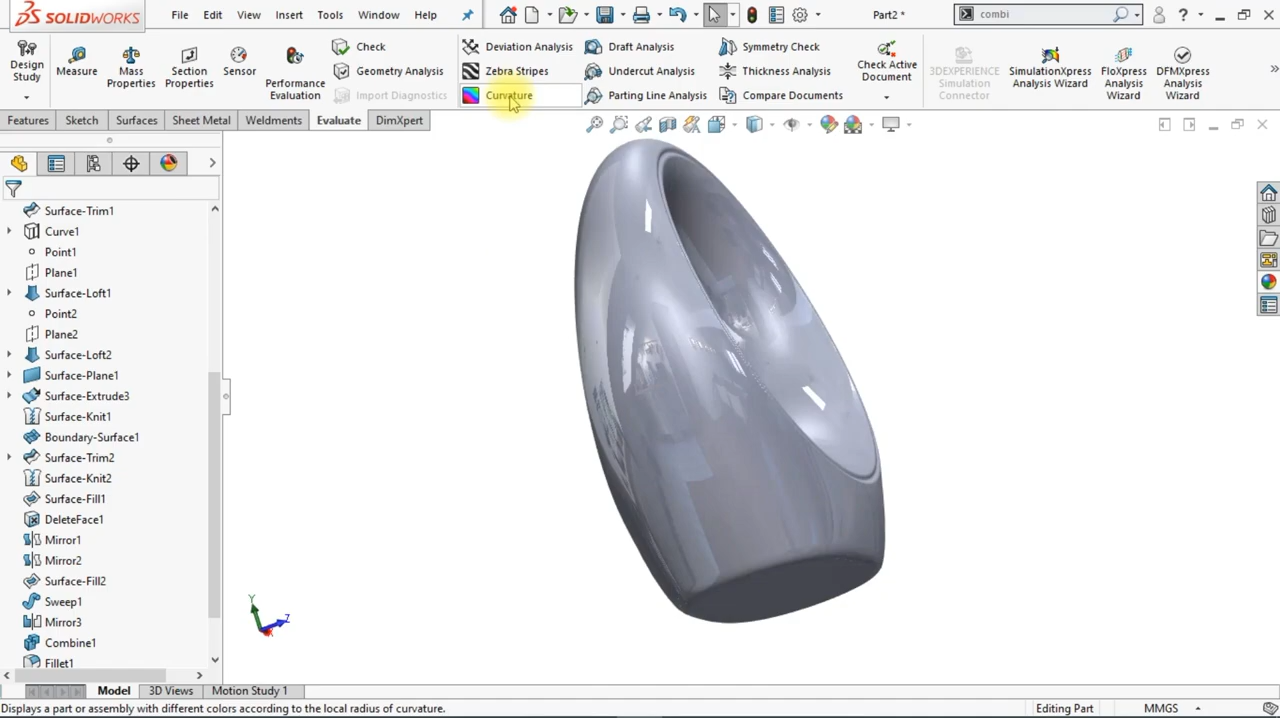 SOLIDWORKS File Edit View Insert Tools Window Help Part2 * combi ?
Design Study
Measure
Mass Properties
Section Properties
Sensor
Performance Evaluation
Check
Geometry Analysis
Import Diagnostics
Deviation Analysis
Zebra Stripes
Curvature
Draft Analysis
Undercut Analysis
Parting Line Analysis
Symmetry Check
Thickness Analysis
Compare Documents
Check Active Document
3DEXPERIENCE Simulation Connector
SimulationXpress Analysis Wizard
FloXpress Analysis Wizard
DFMXpress Analysis Wizard
Features Sketch Surfaces Sheet Metal Weldments Evaluate DimXpert
Surface-Trim1
Curve1
Point1
Plane1
Surface-Loft1
Point2
Plane2
Surface-Loft2
Surface-Plane1
Surface-Extrude3
Surface-Knit1
Boundary-Surface1
Surface-Trim2
Surface-Knit2
Surface-Fill1
DeleteFace1
Mirror1
Mirror2
Surface-Fill2
Sweep1
Mirror3
Combine1
Fillet1
Y
Z
Model 3D Views Motion Study 1
Displays a part or assembly with different colors according to the local radius of curvature. Editing Part MMGS